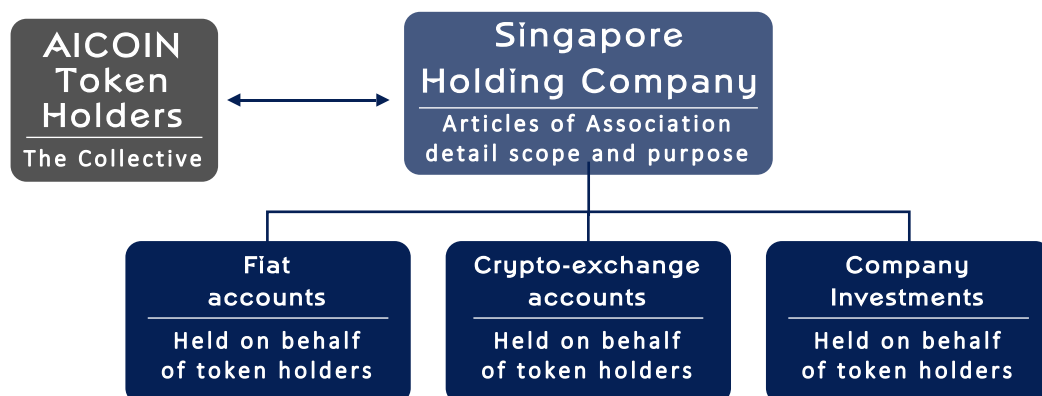 AICOIN
Token
Holders
The Collective
Singapore
Holding Company
Articles of Association
detail scope and purpose
Fiat
accounts
Held on behalf
of token holders
Crypto-exchange
accounts
Held on behalf
of token holders
Company
Investments
Held on behalf
of token holders